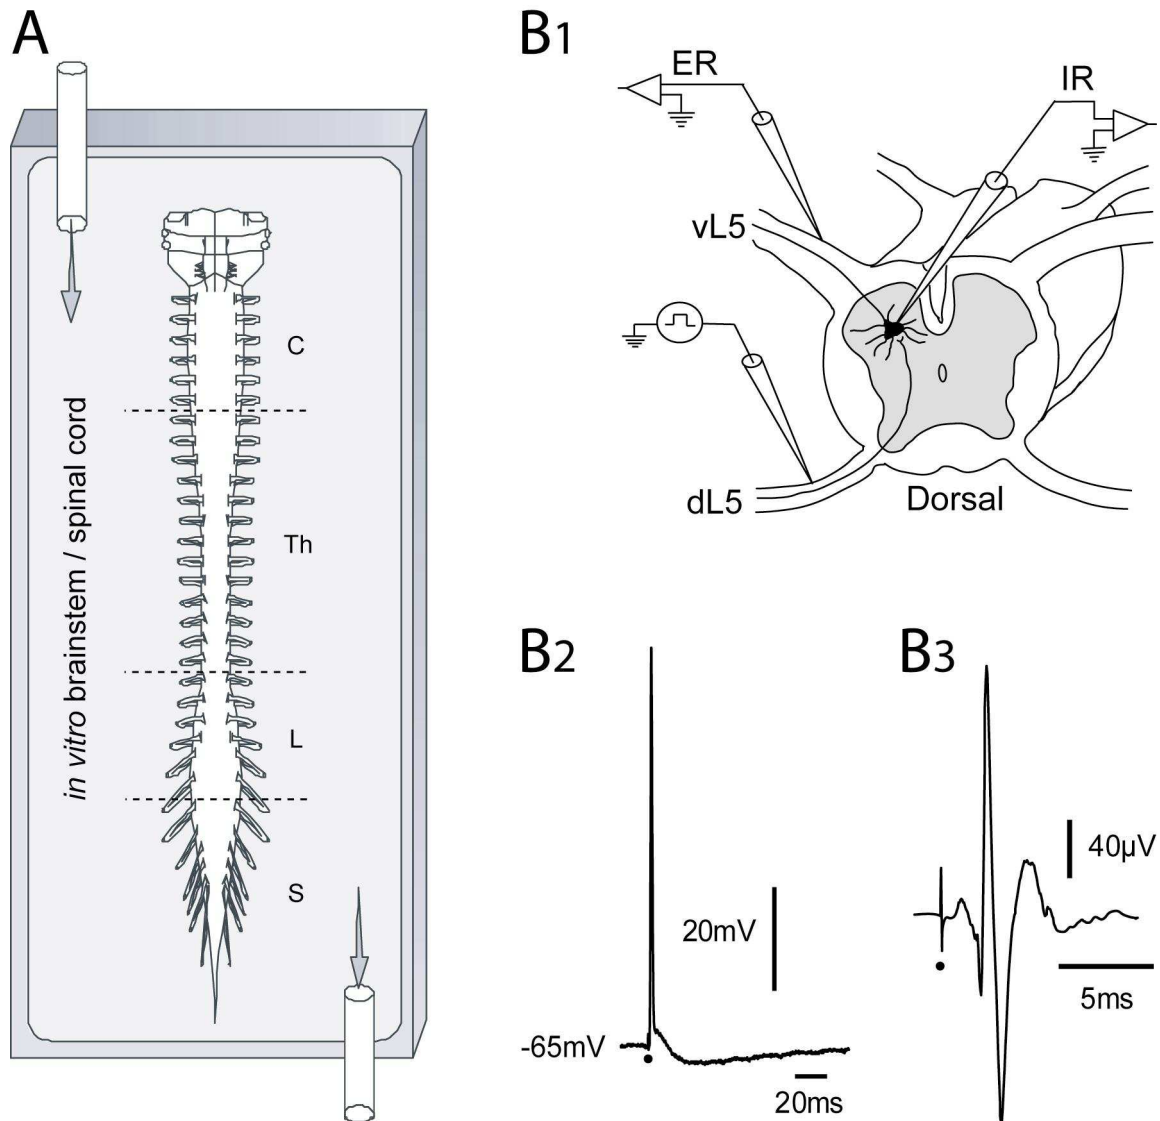 A
in vitro brainstem / spinal cord
C
Th
L
S
B1
ER
IR
vL5
dL5
Dorsal
B2
20mV
-65mV
20ms
B3
40µV
5ms